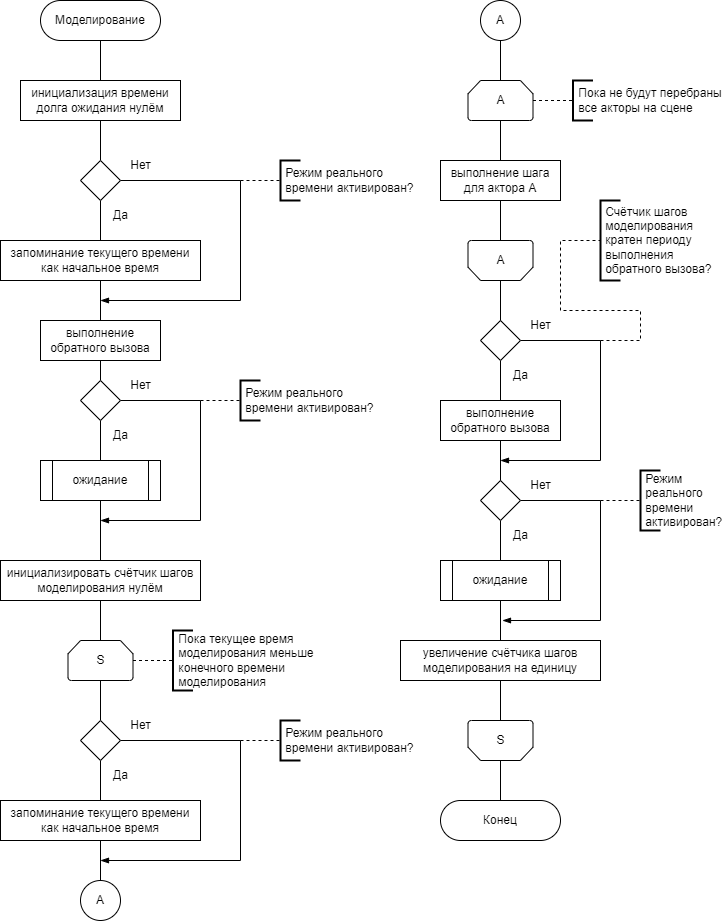 Моделирование
инициализация времени
долга ожидания нулём
Нет
Режим реального
времени активирован?
Да
запоминание текущего времени
как начальное время
выполнение
обратного вызова
Нет
Режим реального
времени активирован?
Да
ожидание
инициализировать счётчик шагов
моделирования нулём
S
Пока текущее время
моделирования меньше
конечного времени
моделирования
Нет
Режим реального
времени активирован?
Да
запоминание текущего времени
как начальное время
A
A
A
Пока не будут перебраны
все акторы на сцене
выполнение шага
для актора A
A
Счётчик шагов
моделирования
кратен периоду
выполнения
обратного вызова?
Нет
Да
выполнение
обратного вызова
Нет
Режим
реального
времени
активирован?
Да
ожидание
увеличение счётчика шагов
моделирования на единицу
S
Конец